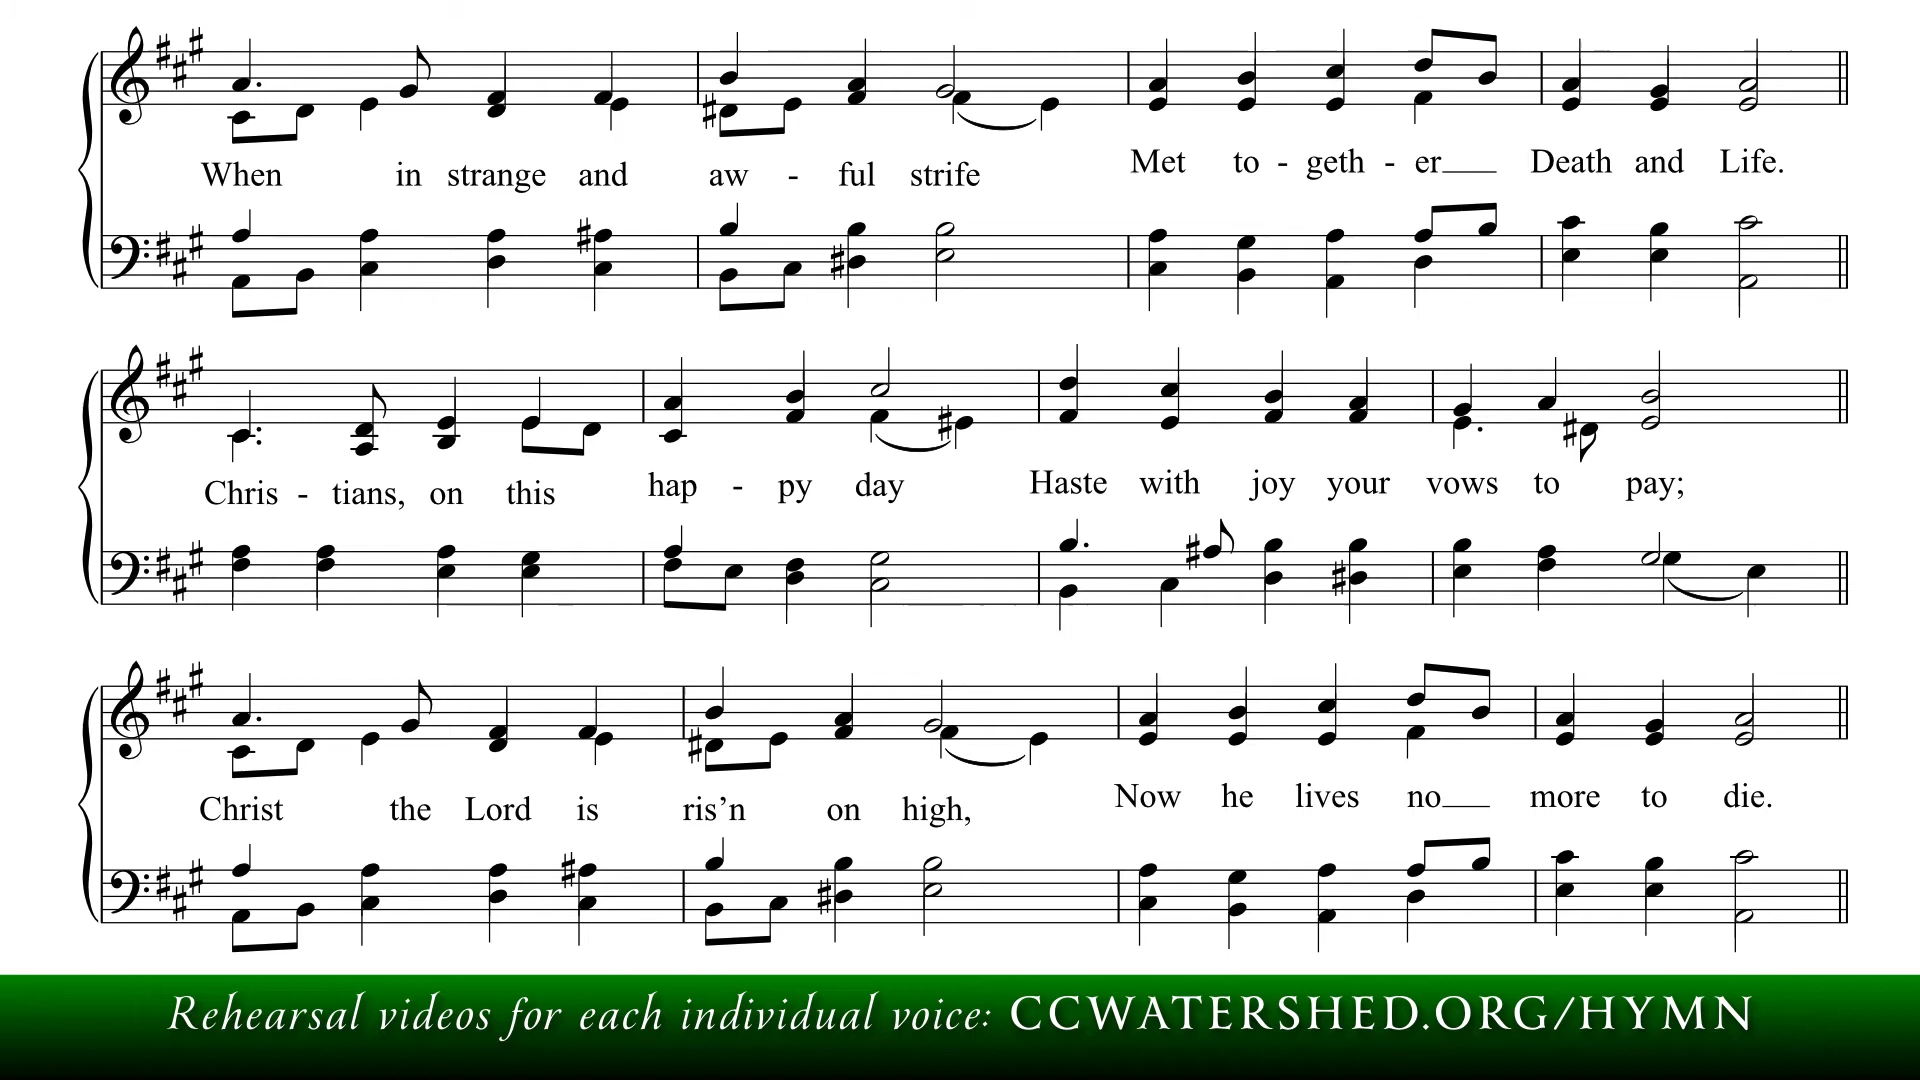 When in strange and aw - ful strife Met to - geth - er Death and Life.
Chris - tians, on this hap - py day Haste with joy your vows to pay;
Christ the Lord is ris’n on high, Now he lives no more to die.
Rehearsal videos for each individual voice: CCWATERSHED.ORG/HYMN